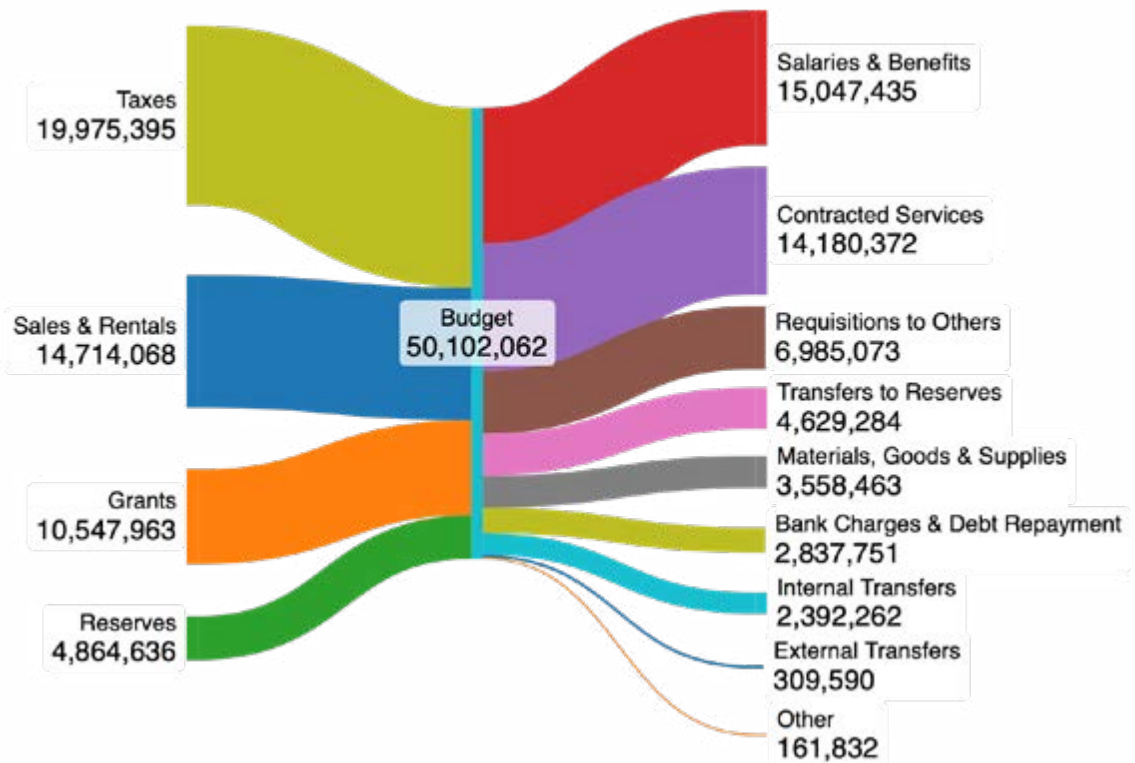 Taxes
19,975,395
Sales & Rentals
14,714,068
Grants
10,547,963
Reserves
4,864,636
Budget
50,102,062
Salaries & Benefits
15,047,435
Contracted Services
14,180,372
Requisitions to Others
6,985,073
Transfers to Reserves
4,629,284
Materials, Goods & Supplies
3,558,463
Bank Charges & Debt Repayment
2,837,751
Internal Transfers
2,392,262
External Transfers
309,590
Other
161,832